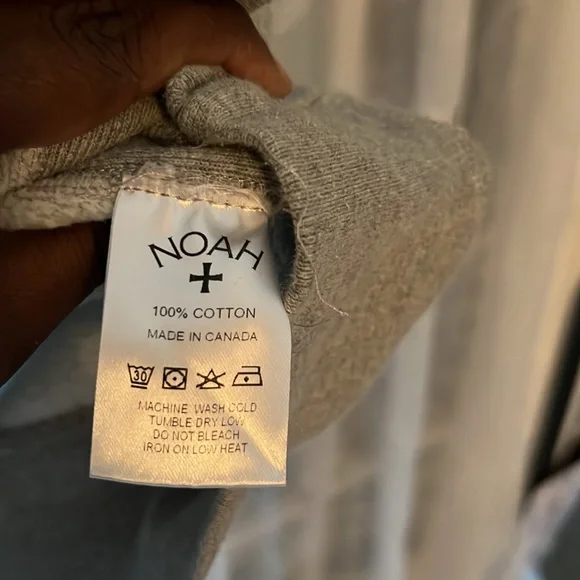 NOAH
100% COTTON
MADE IN CANADA
30
MACHINE WASH COLD
TUMBLE DRY LOW
DO NOT BLEACH
IRON ON LOW HEAT